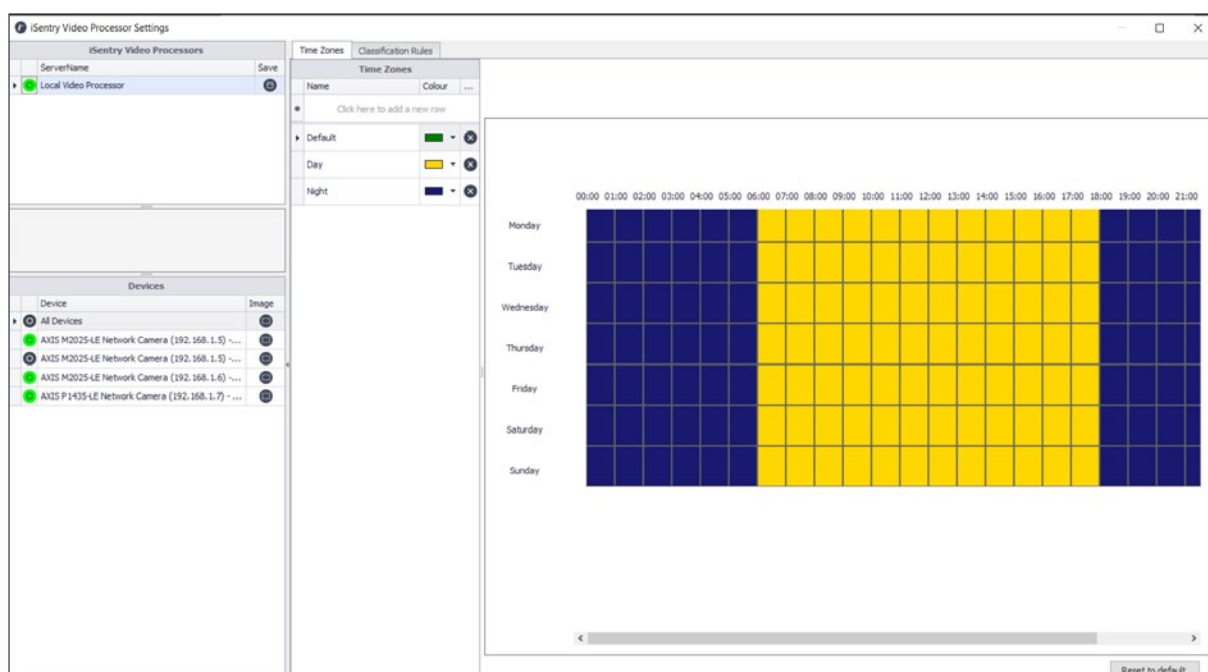 iSentry Video Processor Settings
iSentry Video Processors
ServerName Save
Local Video Processor
Devices
Device Image
All Devices
AXIS M2025-LE Network Camera (192.168.1.5) -...
AXIS M2025-LE Network Camera (192.168.1.5) -...
AXIS M2025-LE Network Camera (192.168.1.6) -...
AXIS P1435-LE Network Camera (192.168.1.7) - ...
Time Zones Classification Rules
Time Zones
Name Colour ...
Click here to add a new row
Default
Day
Night
00:00 01:00 02:00 03:00 04:00 05:00 06:00 07:00 08:00 09:00 10:00 11:00 12:00 13:00 14:00 15:00 16:00 17:00 18:00 19:00 20:00 21:00
Monday
Tuesday
Wednesday
Thursday
Friday
Saturday
Sunday
Reset to default